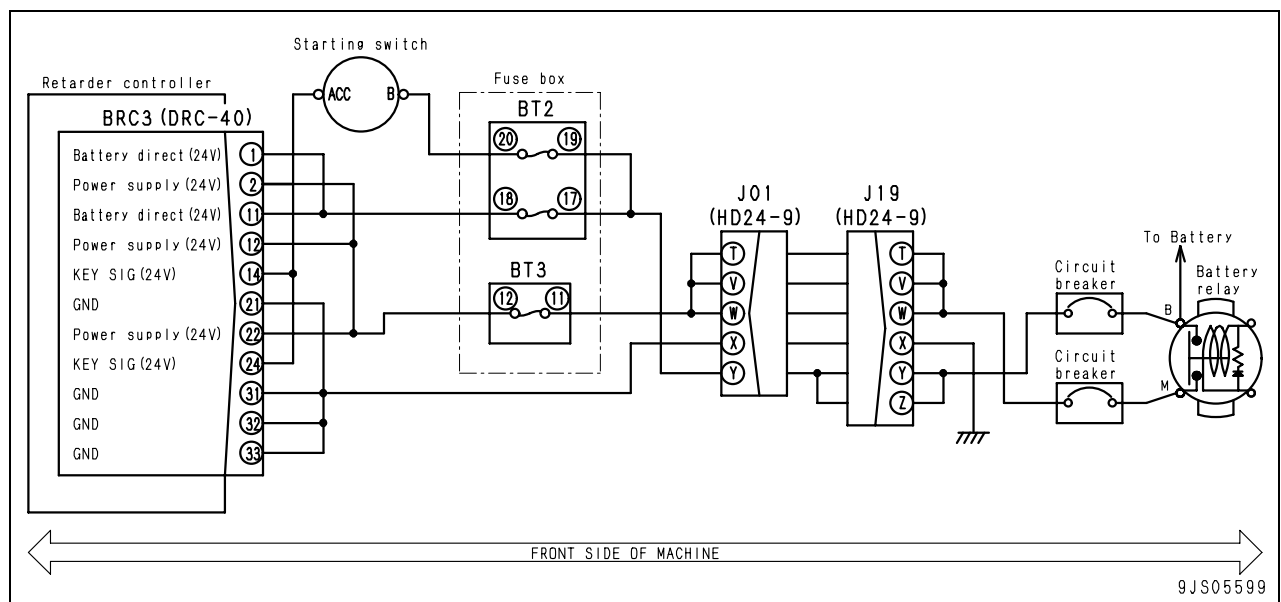 Starting switch
Retarder controller
Fuse box
ACC B
BRC3 (DRC-40)
BT2
Battery direct (24V) 1
20 19
Power supply (24V) 2
Battery direct (24V) 11
18 17
Power supply (24V) 12
KEY SIG (24V) 14
GND 21
Power supply (24V) 22
KEY SIG (24V) 24
GND 31
GND 32
GND 33
BT3
12 11
J01
(HD24-9)
T
V
W
X
Y
J19
(HD24-9)
T
V
W
X
Y
Z
To Battery
Circuit
breaker
Battery
relay
B
Circuit
breaker
M
FRONT SIDE OF MACHINE
9JS05599